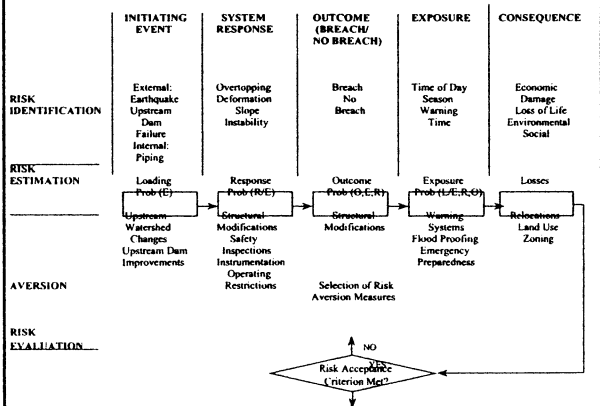 INITIATING EVENT
SYSTEM RESPONSE
OUTCOME (BREACH/ NO BREACH)
EXPOSURE
CONSEQUENCE
RISK IDENTIFICATION
External:
Earthquake
Upstream
Dam
Failure
Internal:
Piping
Overtopping
Deformation
Slope
Instability
Breach
No
Breach
Time of Day
Season
Warning
Time
Economic
Damage
Loss of Life
Environmental
Social
RISK
ESTIMATION
Loading
Prob (E)
Response
Prob (R/E)
Outcome
Prob (O,E,R)
Exposure
Prob (L/E,R,O)
Losses
Upstream
Watershed
Changes
Upstream Dam
Improvements
Structural
Modifications
Safety
Inspections
Instrumentation
Operating
Restrictions
Structural
Modifications
Warning
Systems
Flood Proofing
Emergency
Preparedness
Relocations
Land Use
Zoning
AVERSION
Selection of Risk
Aversion Measures
RISK
EVALUATION
NO
YES
Risk Acceptance
Criterion Met?